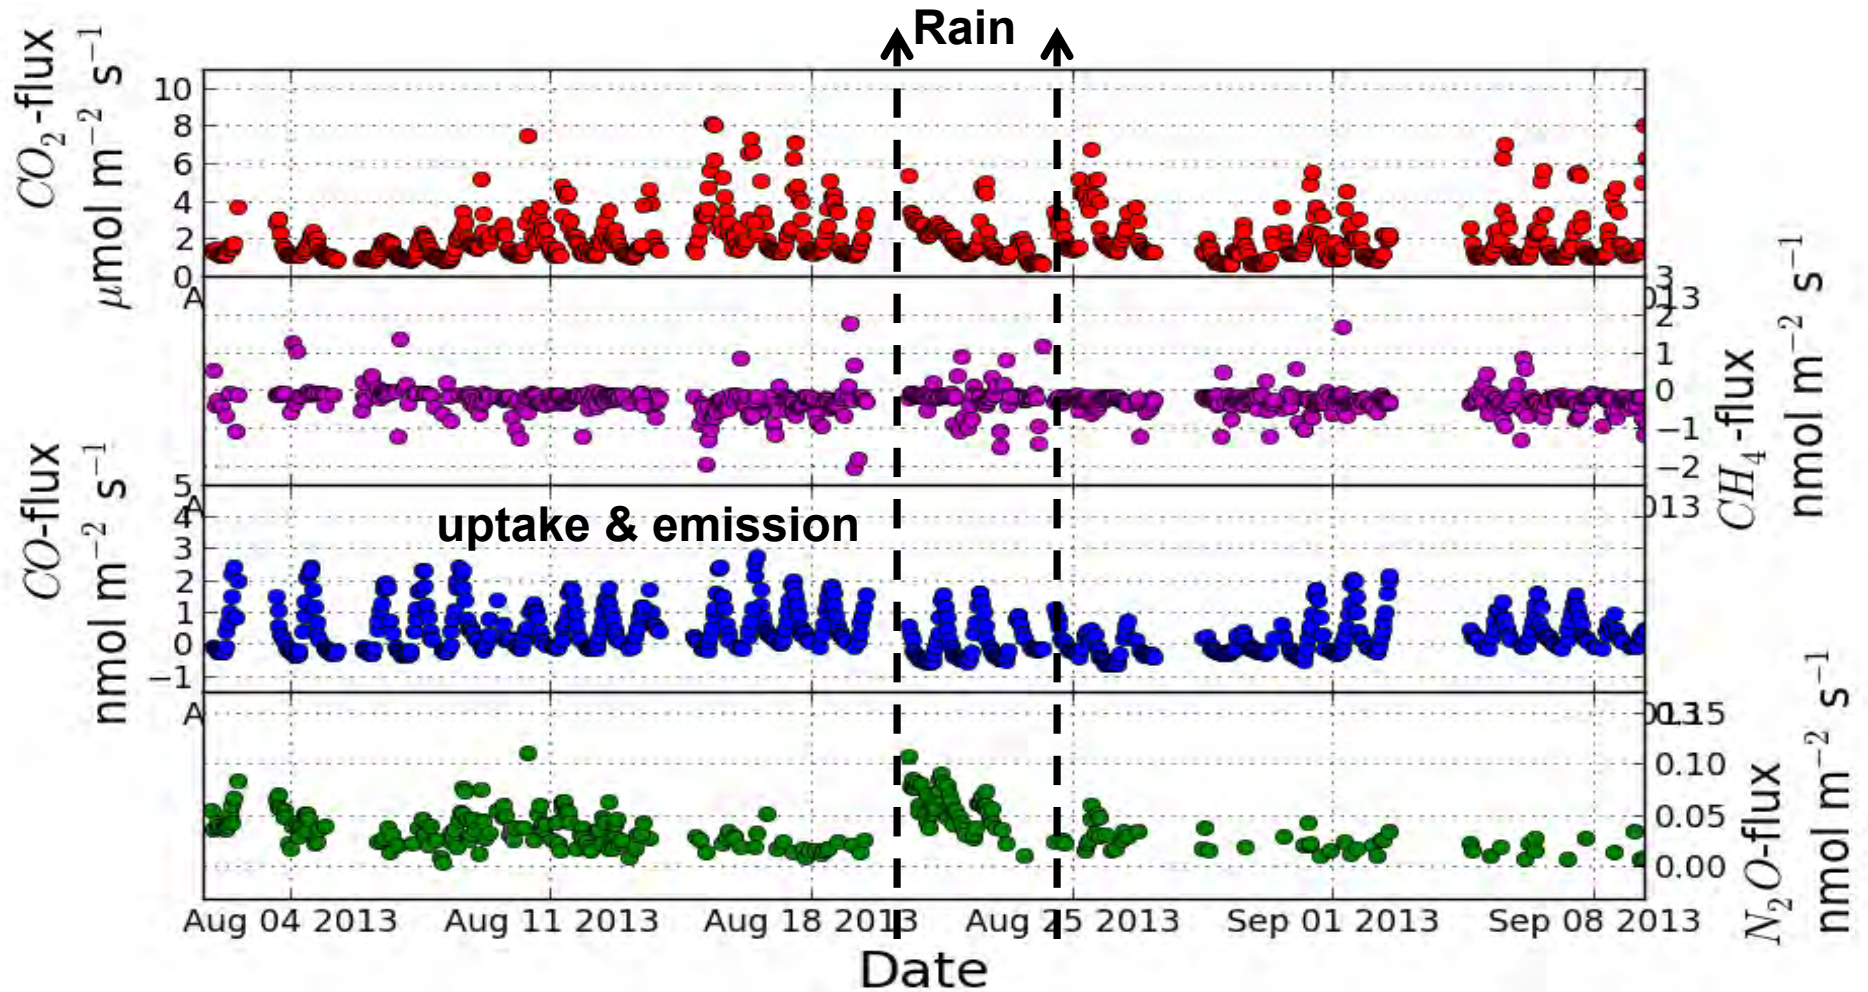 Rain
CO₂-flux
μmol m⁻² s⁻¹
10
8
6
4
2
0
A
013
3
2
1
0
−1
−2
CH₄-flux
nmol m⁻² s⁻¹
A
013
5
4
3
2
1
0
−1
CO-flux
nmol m⁻² s⁻¹
uptake & emission
A
0.15
0.10
0.05
0.00
N₂O-flux
nmol m⁻² s⁻¹
Aug 04 2013
Aug 11 2013
Aug 18 2013
Aug 25 2013
Sep 01 2013
Sep 08 2013
Date